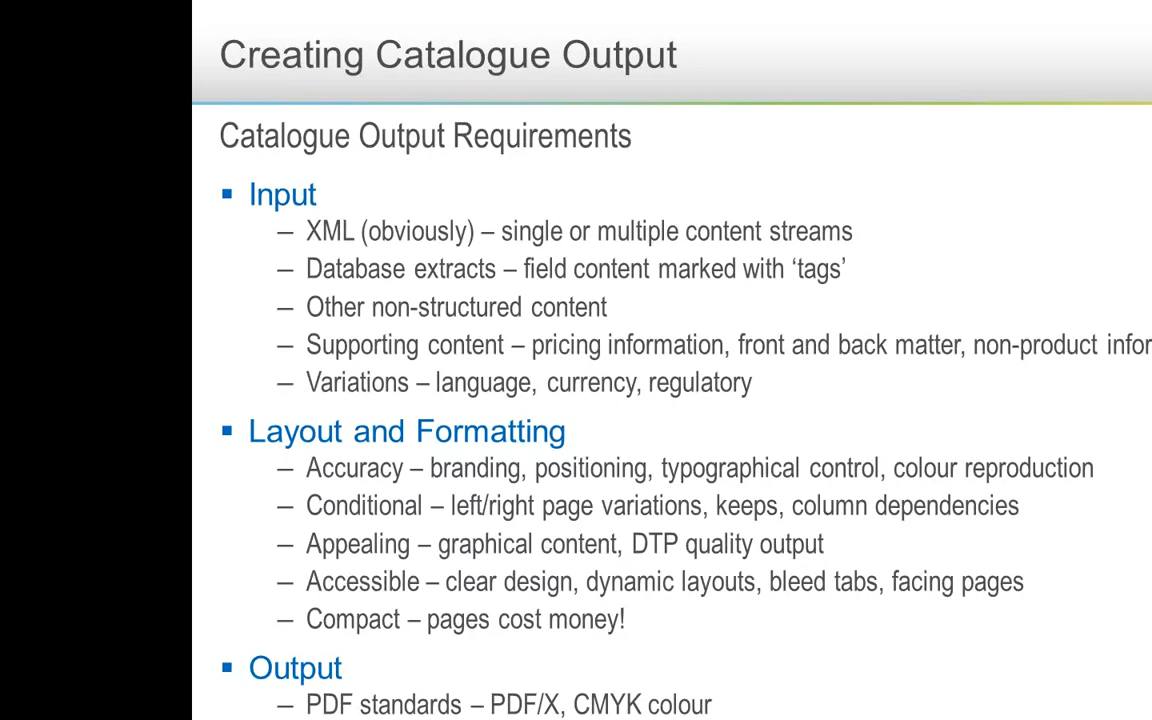 Creating Catalogue Output
Catalogue Output Requirements
▪ Input
– XML (obviously) – single or multiple content streams
– Database extracts – field content marked with ‘tags’
– Other non-structured content
– Supporting content – pricing information, front and back matter, non-product infor
– Variations – language, currency, regulatory
▪ Layout and Formatting
– Accuracy – branding, positioning, typographical control, colour reproduction
– Conditional – left/right page variations, keeps, column dependencies
– Appealing – graphical content, DTP quality output
– Accessible – clear design, dynamic layouts, bleed tabs, facing pages
– Compact – pages cost money!
▪ Output
– PDF standards – PDF/X, CMYK colour